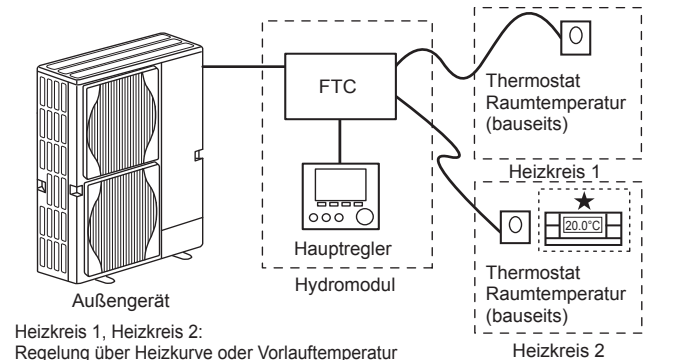 FTC
Thermostat
Raumtemperatur
(bauseits)
Heizkreis 1
20.0°C
Hauptregler
Hydromodul
Thermostat
Raumtemperatur
(bauseits)
Außengerät
Heizkreis 2
Heizkreis 1, Heizkreis 2:
Regelung über Heizkurve oder Vorlauftemperatur